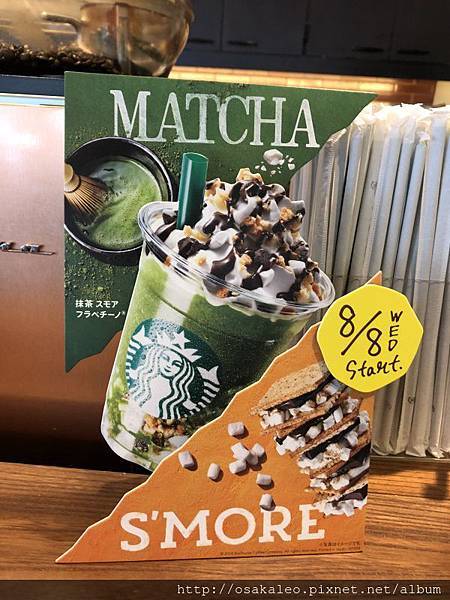 MATCHA
抹茶 スモア
フラペチーノ®
8/8
WED
Start.
S'MORE
http://osakaleo.pixnet.net/album